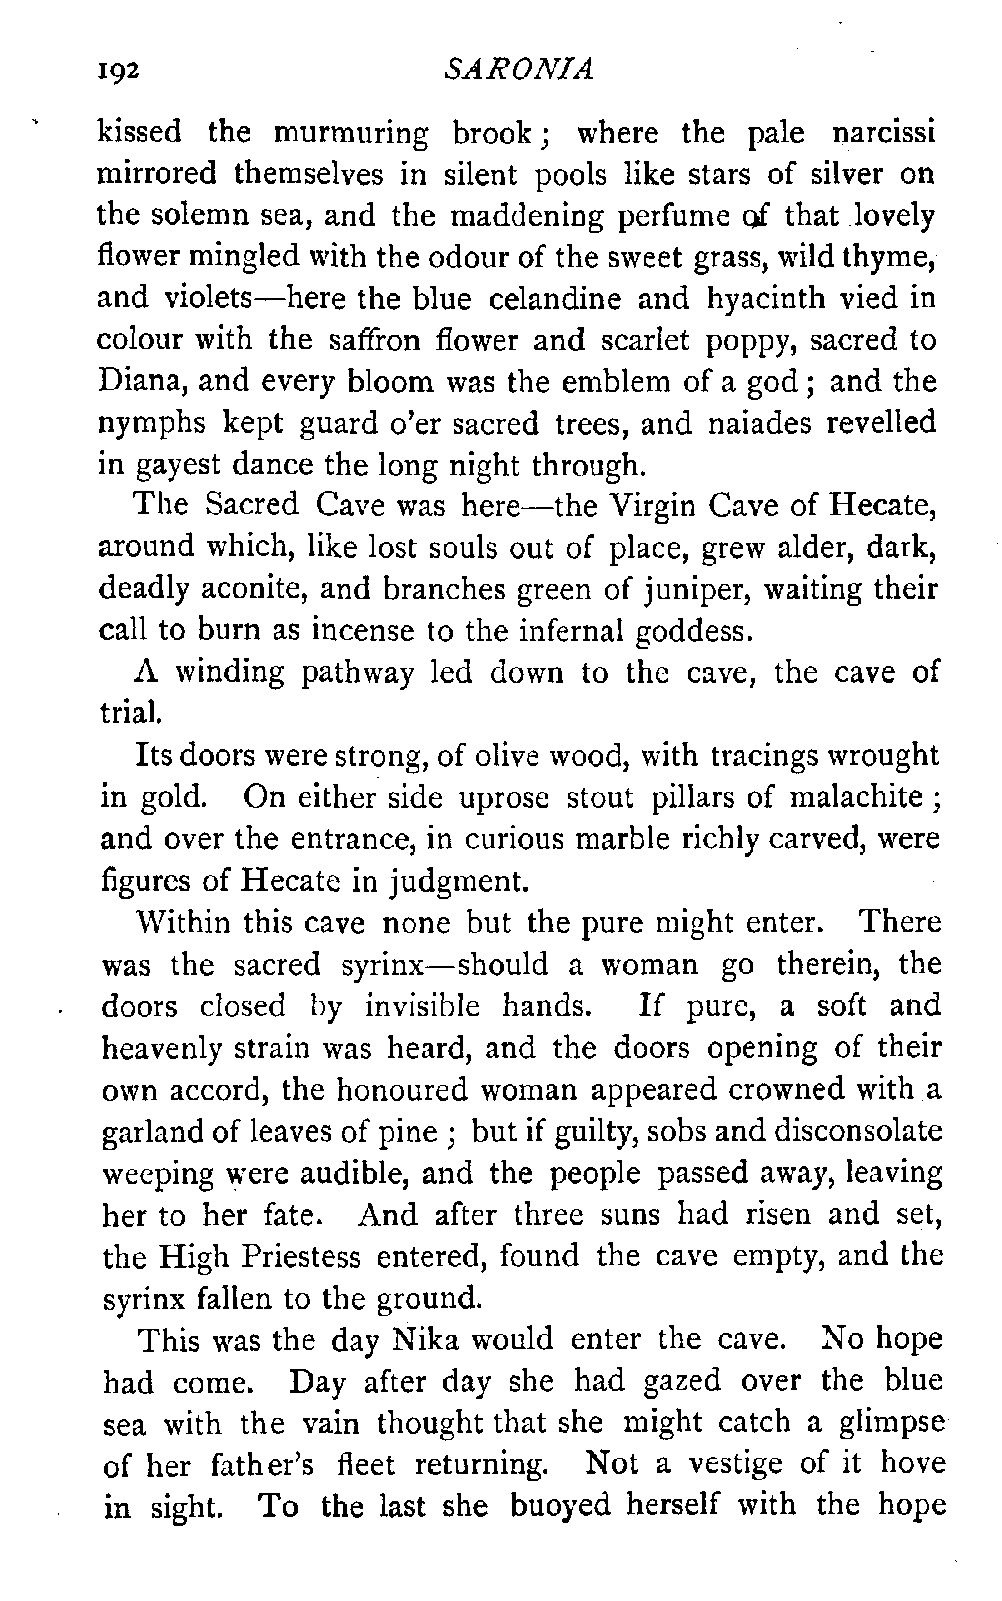 192 SARONIA
kissed the murmuring brook ; where the pale narcissi
mirrored themselves in silent pools like stars of silver on
the solemn sea, and the maddening perfume of that lovely
flower mingled with the odour of the sweet grass, wild thyme,
and violets—here the blue celandine and hyacinth vied in
colour with the saffron flower and scarlet poppy, sacred to
Diana, and every bloom was the emblem of a god ; and the
nymphs kept guard o'er sacred trees, and naiades revelled
in gayest dance the long night through.
The Sacred Cave was here—the Virgin Cave of Hecate,
around which, like lost souls out of place, grew alder, dark,
deadly aconite, and branches green of juniper, waiting their
call to burn as incense to the infernal goddess.
A winding pathway led down to the cave, the cave of
trial.
Its doors were strong, of olive wood, with tracings wrought
in gold. On either side uprose stout pillars of malachite ;
and over the entrance, in curious marble richly carved, were
figures of Hecate in judgment.
Within this cave none but the pure might enter. There
was the sacred syrinx—should a woman go therein, the
doors closed by invisible hands. If pure, a soft and
heavenly strain was heard, and the doors opening of their
own accord, the honoured woman appeared crowned with a
garland of leaves of pine ; but if guilty, sobs and disconsolate
weeping were audible, and the people passed away, leaving
her to her fate. And after three suns had risen and set,
the High Priestess entered, found the cave empty, and the
syrinx fallen to the ground.
This was the day Nika would enter the cave. No hope
had come. Day after day she had gazed over the blue
sea with the vain thought that she might catch a glimpse
of her father's fleet returning. Not a vestige of it hove
in sight. To the last she buoyed herself with the hope